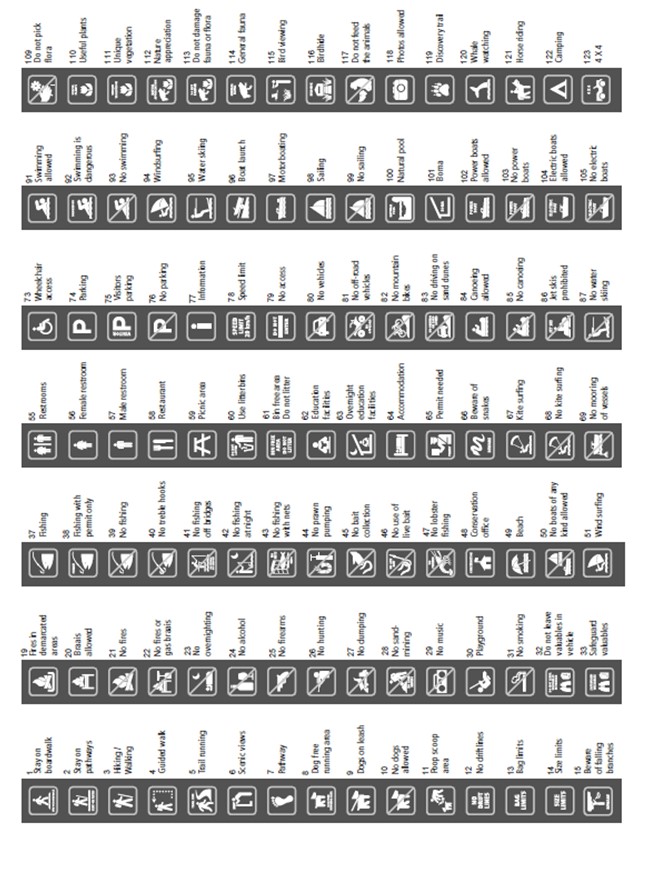 1
Stay on
boardwalk
2
Stay on
pathways
3
Hiking /
Walking
4
Guided walk
5
Trail running
6
Scenic views
7
Pathway
8
Dog free
running area
9
Dogs on leash
10
No dogs
allowed
11
Poop scoop
area
NO
DRIFT
LINES
12
No driftlines
BAG
LIMITS
13
Bag limits
SIZE
LIMITS
14
Size limits
15
Beware
of falling
branches
19
Fires in
demarcated
areas
20
Braais
allowed
21
No fires
22
No fires or
gas braais
23
No
overnighting
24
No alcohol
25
No firearms
26
No hunting
27
No dumping
28
No sand-
mining
29
No music
30
Playground
31
No smoking
32
Do not leave
valuables in
vehicle
33
Safeguard
valuables
37
Fishing
38
Fishing with
permit only
39
No fishing
40
No treble hooks
41
No fishing
off bridges
42
No fishing
at night
43
No fishing
with nets
44
No prawn
pumping
45
No bait
collection
46
No use of
live bait
47
No lobster
fishing
48
Conservation
office
49
Beach
50
No boats of any
kind allowed
51
Wind surfing
55
Restrooms
56
Female restroom
57
Male restroom
58
Restaurant
59
Picnic area
60
Use litterbins
BIN FREE
AREA
DO NOT
LITTER
61
Bin free area
Do not litter
62
Education
facilities
63
Overnight
education
facilities
64
Accommodation
65
Permit needed
66
Beware of
snakes
67
Kite surfing
68
No kite surfing
69
No mooring
of vessels
73
Wheelchair
access
P
74
Parking
P
75
Visitors
parking
P
76
No parking
i
77
Information
SPEED
LIMIT
20 km/h
78
Speed limit
DO NOT
ENTER
79
No access
80
No vehicles
81
No off-road
vehicles
82
No mountain
bikes
83
No driving on
sand dunes
84
Canoeing
allowed
85
No canoeing
86
Jet skis
prohibited
87
No water
skiing
91
Swimming
allowed
92
Swimming is
dangerous
93
No swimming
94
Windsurfing
95
Water skiing
96
Boat launch
97
Motorboating
98
Sailing
99
No sailing
100
Natural pool
101
Boma
102
Power boats
allowed
103
No power
boats
104
Electric boats
allowed
105
No electric
boats
109
Do not pick
flora
110
Useful plants
111
Unique
vegetation
112
Nature
appreciation
113
Do not damage
fauna or flora
114
General fauna
115
Bird viewing
116
Birdhide
117
Do not feed
the animals
118
Photos allowed
119
Discovery trail
120
Whale
watching
121
Horse riding
122
Camping
123
4 X 4